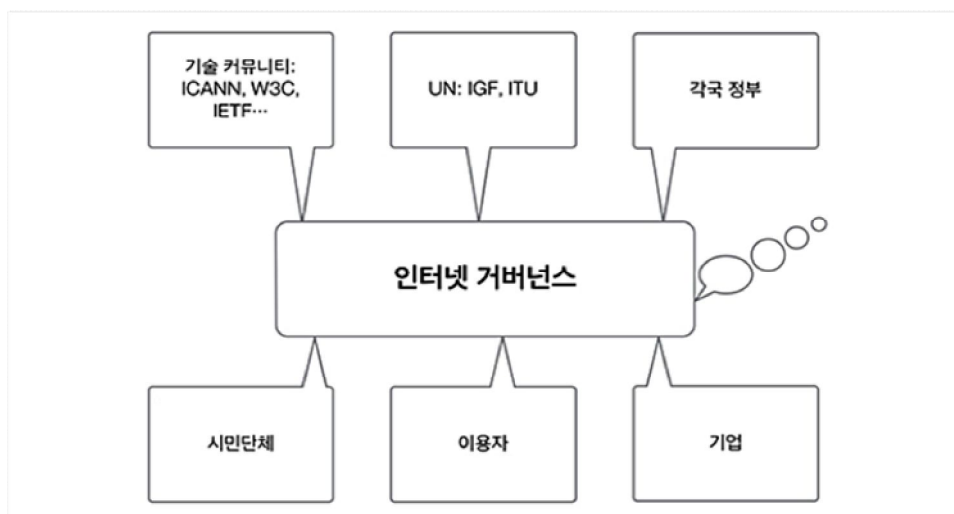 기술 커뮤니티:
ICANN, W3C,
IETF…
UN: IGF, ITU
각국 정부
인터넷 거버넌스
시민단체
이용자
기업